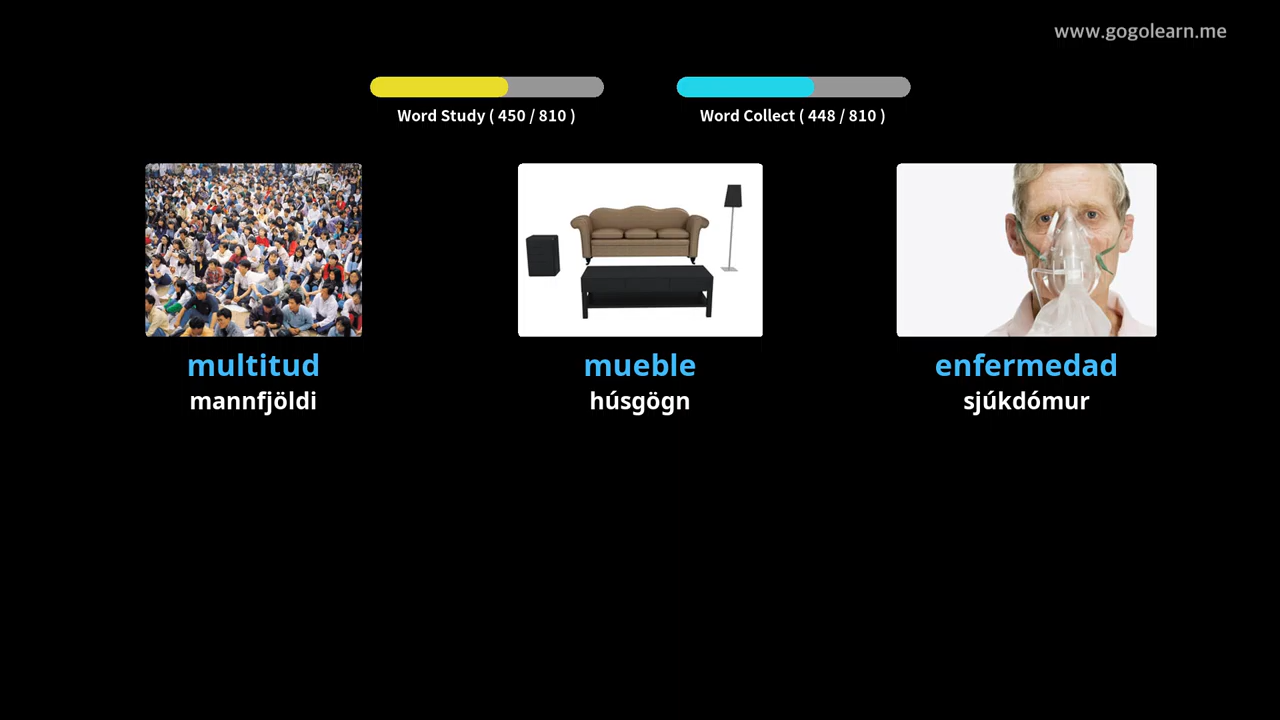 www.gogolearn.me
Word Study ( 450 / 810 )
Word Collect ( 448 / 810 )
multitud
mannfjöldi
mueble
húsgögn
enfermedad
sjúkdómur